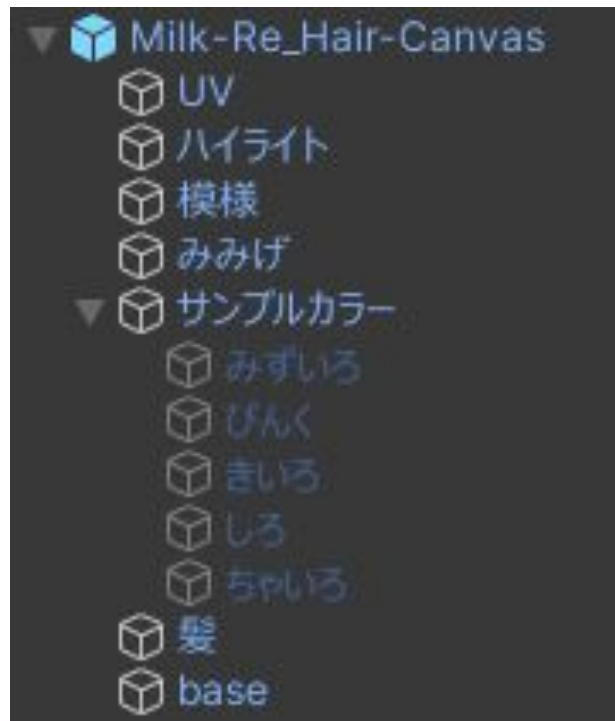 Milk-Re_Hair-Canvas
UV
ハイライト
模様
みみげ
サンプルカラー
みずいろ
ぴんく
きいろ
しろ
ちゃいろ
髪
base